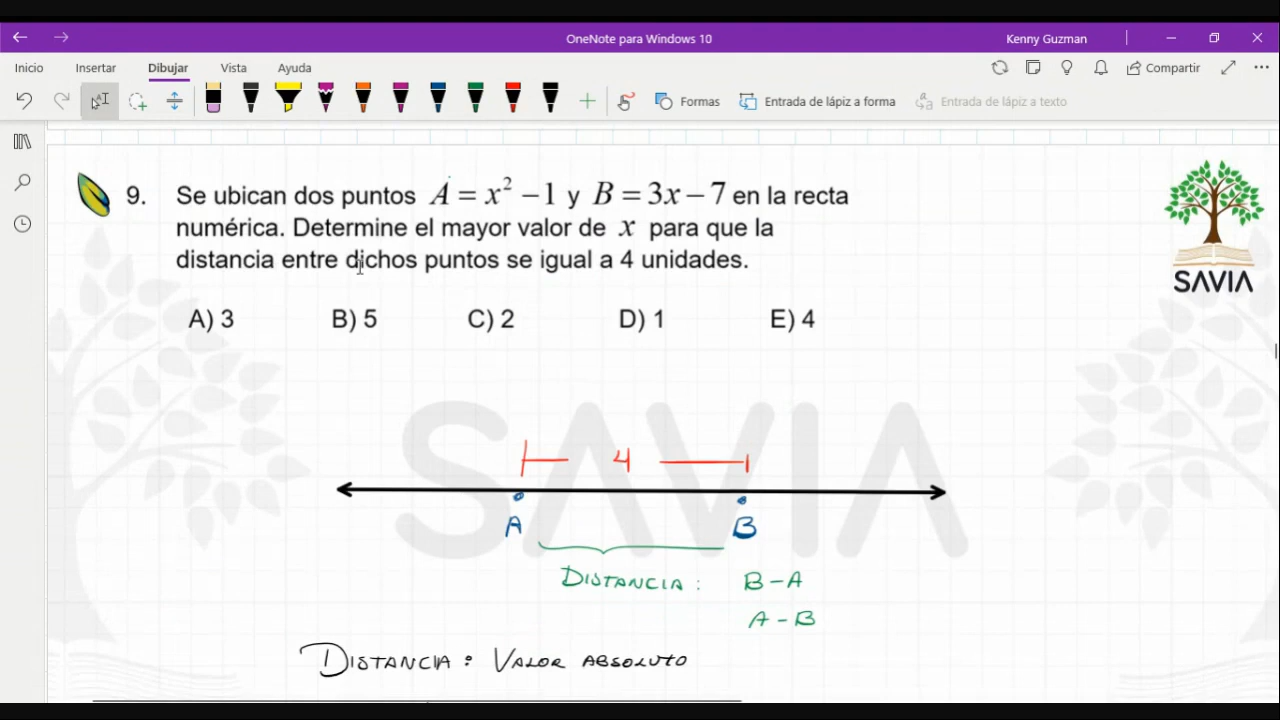 OneNote para Windows 10
Kenny Guzman
Inicio Insertar Dibujar Vista Ayuda
Compartir
Formas Entrada de lápiz a forma Entrada de lápiz a texto
9. Se ubican dos puntos A = x² − 1 y B = 3x − 7 en la recta
numérica. Determine el mayor valor de x para que la
distancia entre dichos puntos se igual a 4 unidades.
SAVIA
A) 3 B) 5 C) 2 D) 1 E) 4
SAVIA
4
A B
DISTANCIA : B − A
A − B
DISTANCIA : VALOR ABSOLUTO